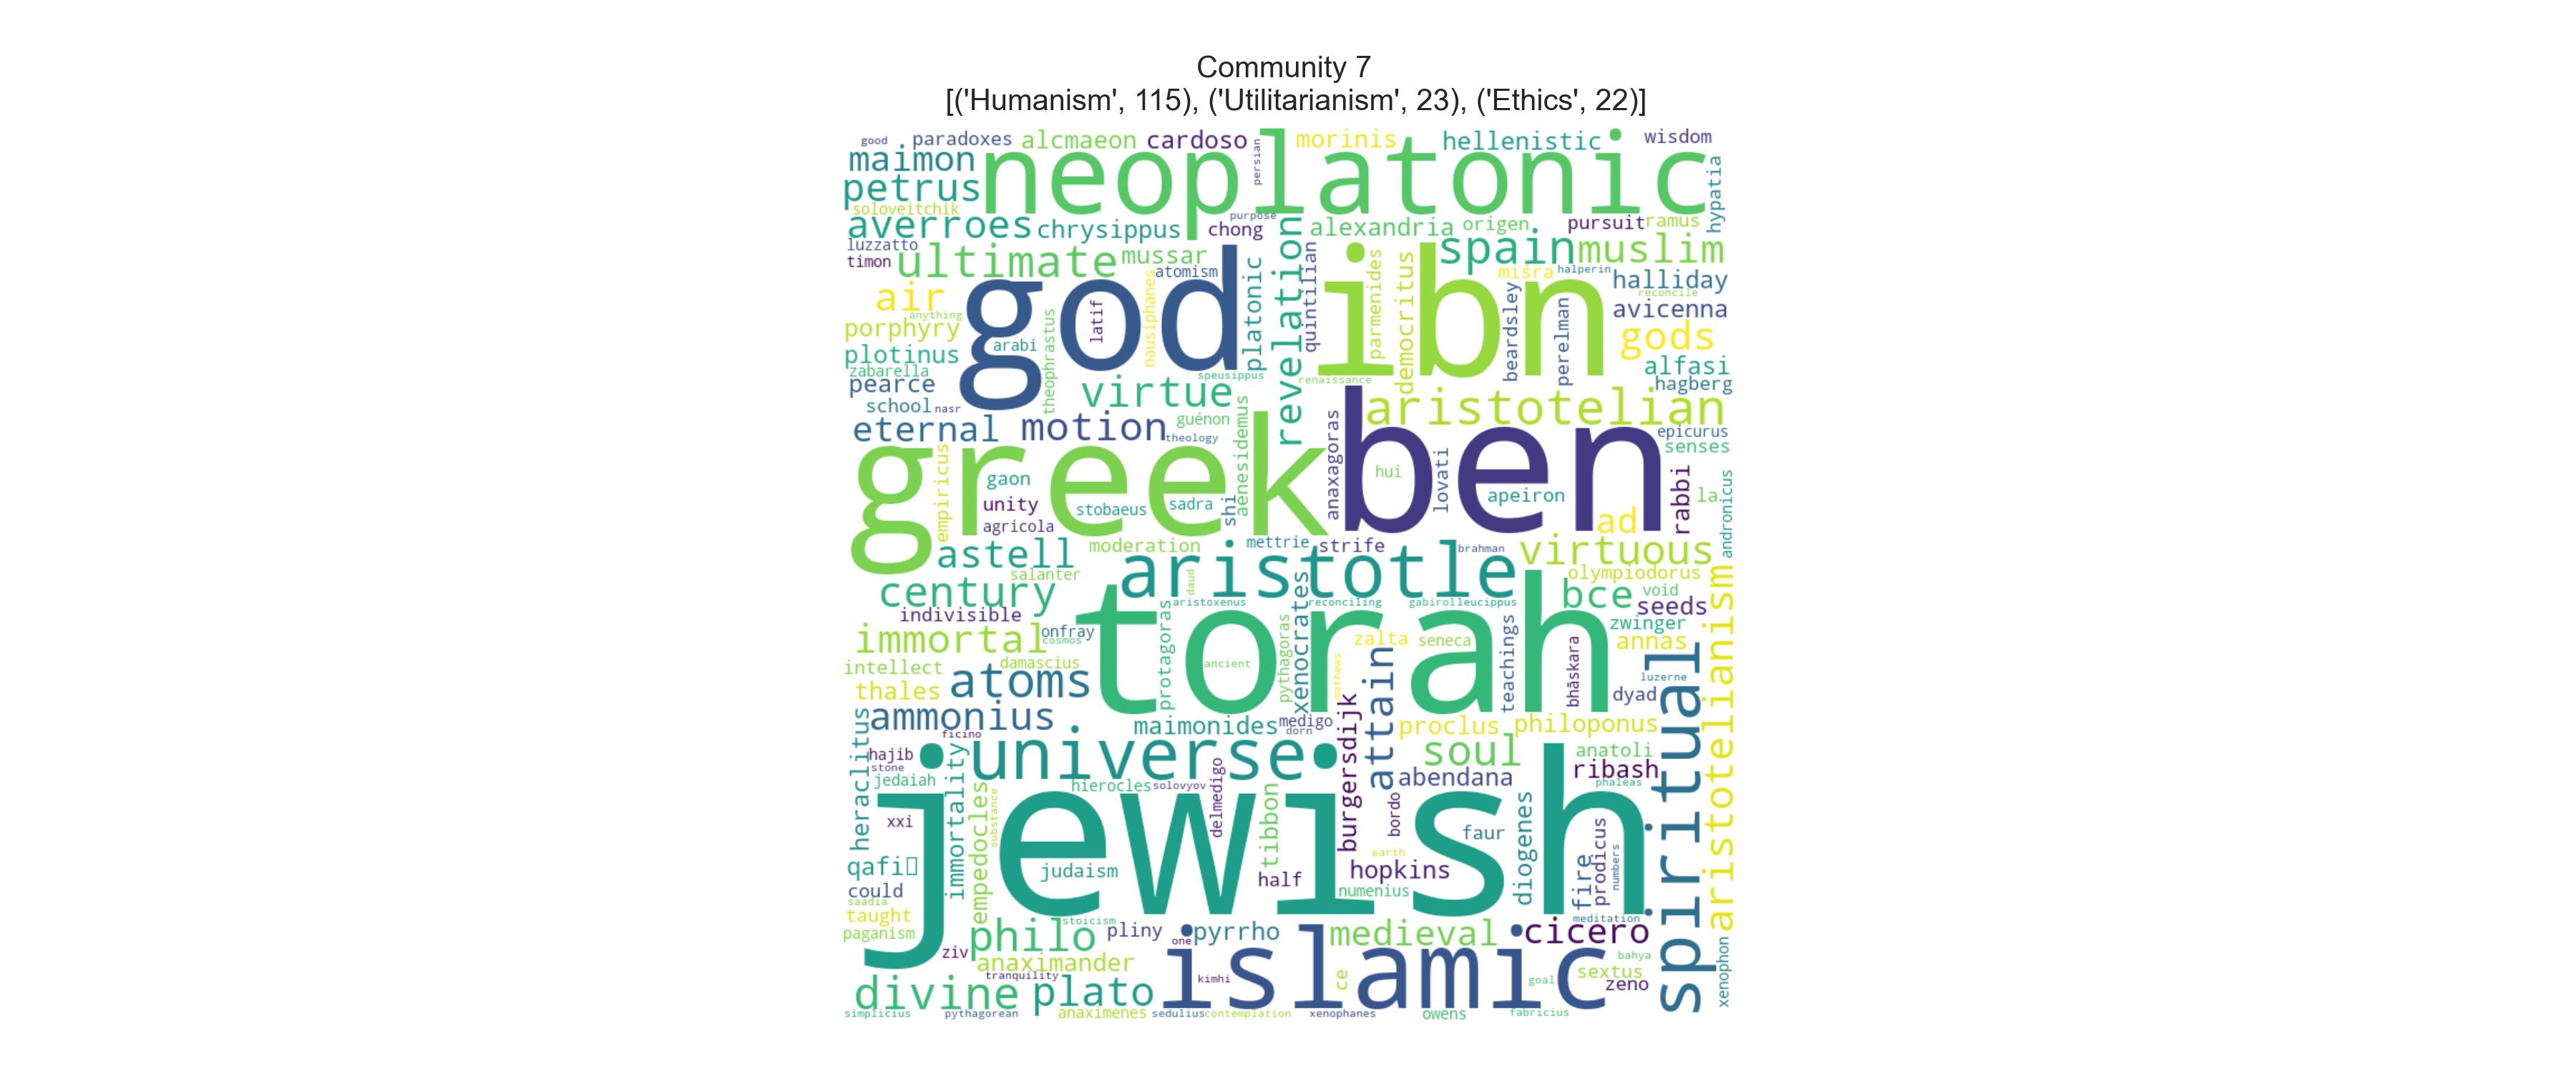 Community 7
[('Humanism', 115), ('Utilitarianism', 23), ('Ethics', 22)]
good paradoxes alcmaeon cardoso persian morinis hellenistic wisdom
maimon neoplatonic hypatia
petrus
soloveitchik
averroes chrysippus purpose chong revelation alexandria origen pursuit ramus
luzzatto
timon ultimate mussar atomism platonic quintilian spain muslim
god ibn parmenides democritus miśra halperin halliday
air latif nausiphanes beardsley perelman reconcile avicenna
anything porphyry arabi theophrastus gods
plotinus alfasi
zabarella speusippus renaissance
pearce hagberg
school nasr virtue aenesidemus aristotelian
guénon anaxagoras
eternal motion theology ben epicurus
greek senses
empiricus gaon hui lovati rabbi
unity stobaeus sadra shi apeiron la andronicus
agricola ad
astell moderation mettrie strife brahman virtuous
salanter daud aristotle olympiodorus
century aristoxenus xenocrates reconciling gabirol leucippus bce void aristotelianism
indivisible torah seeds
onfray zwinger
immortal cosmos protagoras pythagoras zalta seneca teachings annas
intellect damascius ancient mathews bhāskara spiritual luzerne
thales atoms attain dyad
ammonius maimonides medigo burgersdijk proclus philoponus
heraclitus ficino dorn
hajib universe soul anatoli
stone ribash
jedaiah immortality hierocles solovyov abendana phaleas
empedocles substance delmedigo tibbon bordo diogenes
xxi jewish faur prodicus
earth fire numbers
qafi judaism half hopkins
could numenius
saadia
taught stoicism meditation
paganism philo pliny pyrrho medieval cicero
ziv one bahya xenophon
anaximander islamic ce sextus
tranquility kimhi goal zeno
divine plato
simplicius pythagorean anaximenes sedulius contemplation xenophanes owens fabricius